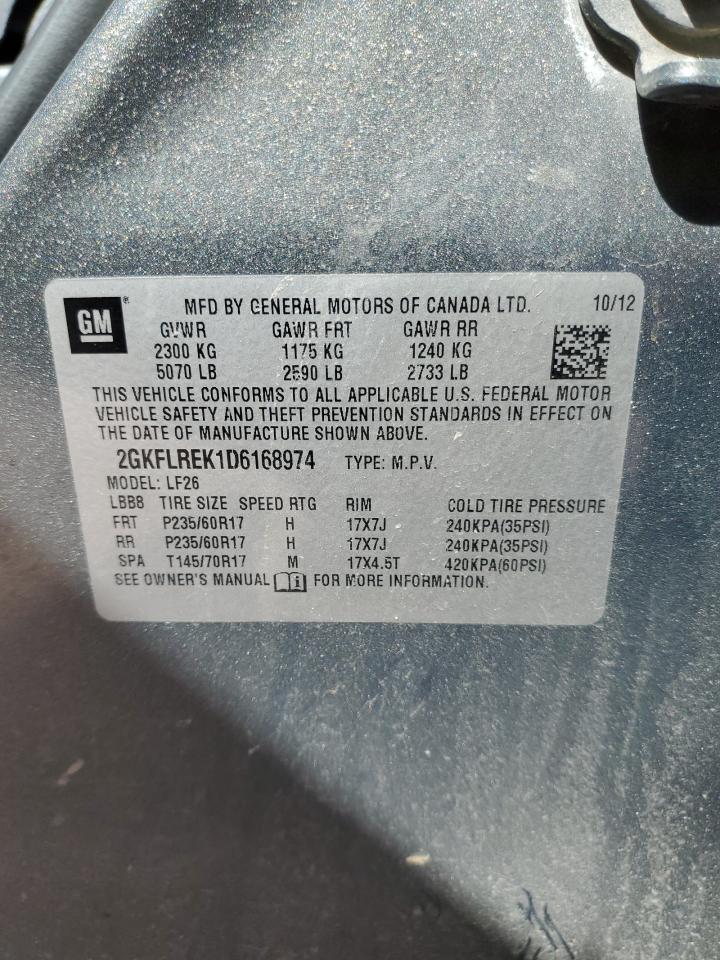 GM ® MFD BY GENERAL MOTORS OF CANADA LTD. 10/12
GVWR GAWR FRT GAWR RR
2300 KG 1175 KG 1240 KG
5070 LB 2590 LB 2733 LB
THIS VEHICLE CONFORMS TO ALL APPLICABLE U.S. FEDERAL MOTOR
VEHICLE SAFETY AND THEFT PREVENTION STANDARDS IN EFFECT ON
THE DATE OF MANUFACTURE SHOWN ABOVE.
2GKFLREK1D6168974 TYPE: M.P.V.
MODEL: LF26
LBB8 TIRE SIZE SPEED RTG RIM COLD TIRE PRESSURE
FRT P235/60R17 H 17X7J 240KPA(35PSI)
RR P235/60R17 H 17X7J 240KPA(35PSI)
SPA T145/70R17 M 17X4.5T 420KPA(60PSI)
SEE OWNER'S MANUAL i FOR MORE INFORMATION.